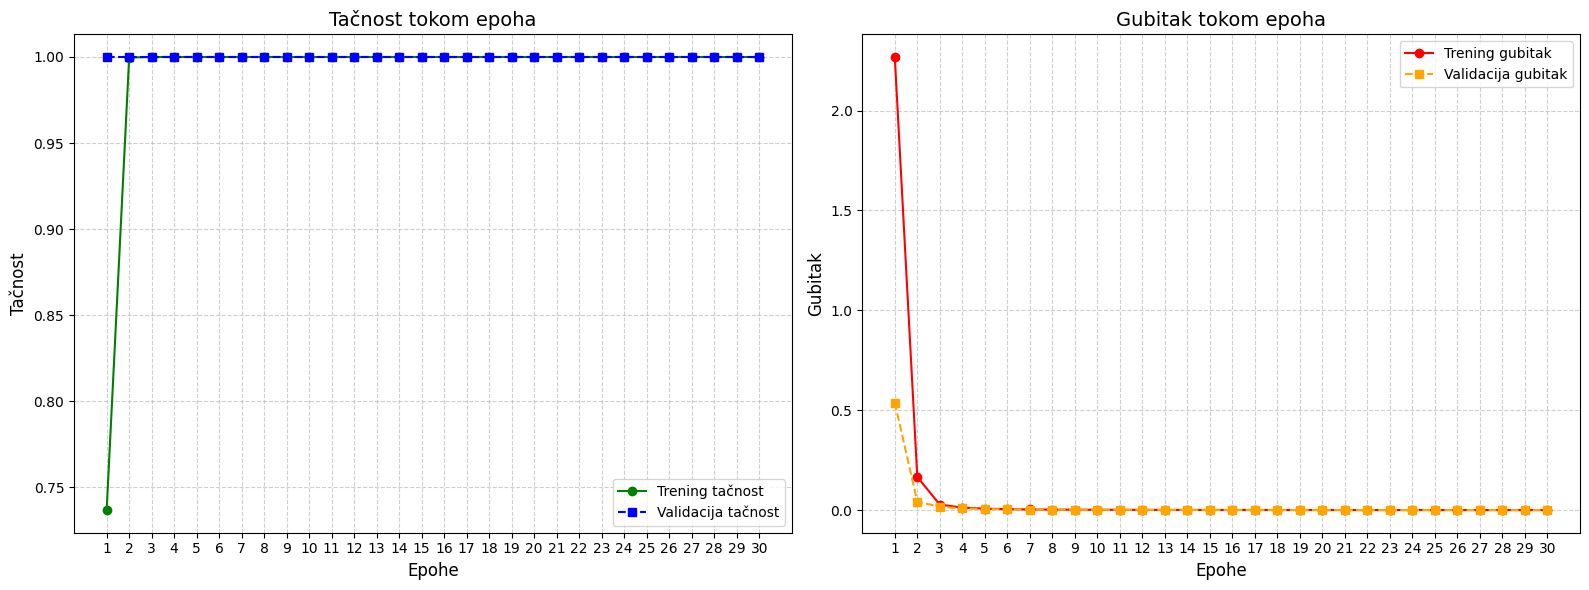 Tačnost tokom epoha
Tačnost
1.00
0.95
0.90
0.85
0.80
0.75
Trening tačnost
Validacija tačnost
1 2 3 4 5 6 7 8 9 10 11 12 13 14 15 16 17 18 19 20 21 22 23 24 25 26 27 28 29 30
Epohe
Gubitak tokom epoha
Gubitak
2.0
1.5
1.0
0.5
0.0
Trening gubitak
Validacija gubitak
1 2 3 4 5 6 7 8 9 10 11 12 13 14 15 16 17 18 19 20 21 22 23 24 25 26 27 28 29 30
Epohe